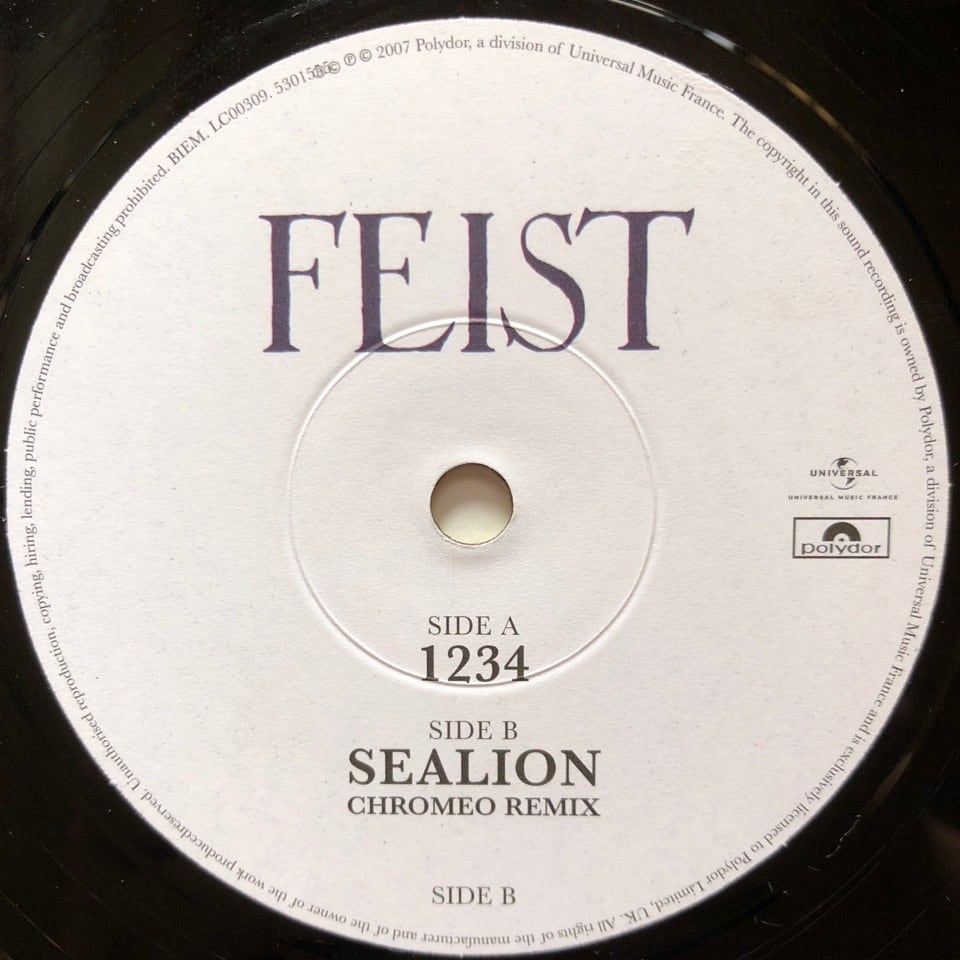 FEIST
UNIVERSAL
UNIVERSAL MUSIC FRANCE
polydor
SIDE A
1234
SIDE B
SEALION
CHROMEO REMIX
SIDE B
℗ © 2007 Polydor, a division of Universal Music France. The copyright in this sound recording is owned by Polydor, a division of Universal Music France and is exclusively licensed to Polydor Limited, UK. All rights of the manufacturer and of the owner of the work producedreserved. Unauthorised reproduction, copying, hiring, lending, public performance and broadcasting prohibited. BIEM. LC00309.